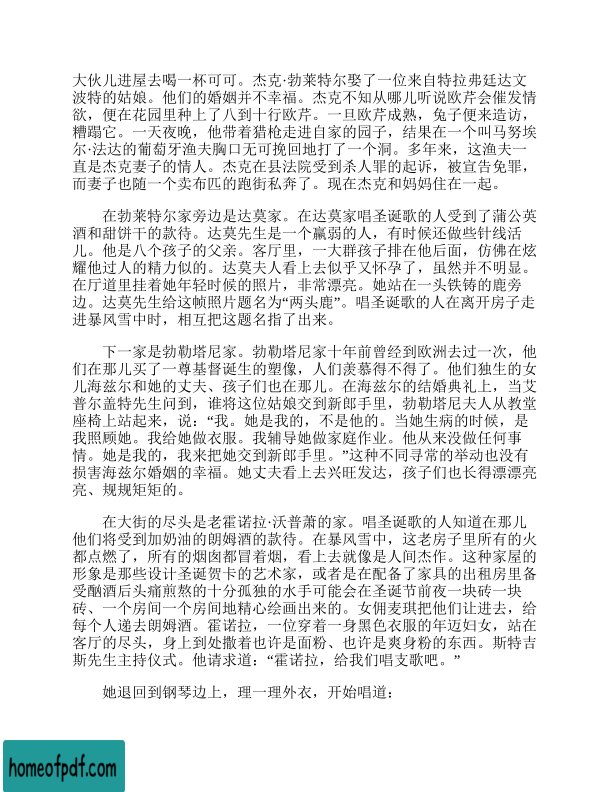 大伙儿进屋去喝一杯可可。杰克·勃莱特尔娶了一位来自特拉弗廷达文
波特的姑娘。他们的婚姻并不幸福。杰克不知从哪儿听说欧芹会催发情
欲，便在花园里种上了八到十行欧芹。一旦欧芹成熟，兔子便来造访，
糟蹋它。一天夜晚，他带着猎枪走进自家的园子，结果在一个叫马努埃
尔·法达的葡萄牙渔夫胸口无可挽回地打了一个洞。多年来，这渔夫一
直是杰克妻子的情人。杰克在县法院受到杀人罪的起诉，被宣告免罪，
而妻子也随一个卖布匹的跑街私奔了。现在杰克和妈妈住在一起。
在勃莱特尔家旁边是达莫家。在达莫家唱圣诞歌的人受到了蒲公英
酒和甜饼干的款待。达莫先生是一个羸弱的人，有时候还做些针线活
儿。他是八个孩子的父亲。客厅里，一大群孩子排在他后面，仿佛在炫
耀他过人的精力似的。达莫夫人看上去似乎又怀孕了，虽然并不明显。
在厅道里挂着她年轻时候的照片，非常漂亮。她站在一头铁铸的鹿旁
边。达莫先生给这帧照片题名为“两头鹿”。唱圣诞歌的人在离开房子走
进暴风雪中时，相互把这题名指了出来。
下一家是勃勒塔尼家。勃勒塔尼家十年前曾经到欧洲去过一次，他
们在那儿买了一尊基督诞生的塑像，人们羡慕得不得了。他们独生的女
儿海兹尔和她的丈夫、孩子们也在那儿。在海兹尔的结婚典礼上，当艾
普尔盖特先生问到，谁将这位姑娘交到新郎手里，勃勒塔尼夫人从教堂
座椅上站起来，说：“我。她是我的，不是他的。当她生病的时候，是
我照顾她。我给她做衣服。我辅导她做家庭作业。他从来没做任何事
情。她是我的，我来把她交到新郎手里。”这种不同寻常的举动也没有
损害海兹尔婚姻的幸福。她丈夫看上去兴旺发达，孩子们也长得漂漂亮
亮、规规矩矩的。
在大街的尽头是老霍诺拉·沃普萧的家。唱圣诞歌的人知道在那儿
他们将受到加奶油的朗姆酒的款待。在暴风雪中，这老房子里所有的火
都点燃了，所有的烟囱都冒着烟，看上去就像是人间杰作。这种家屋的
形象是那些设计圣诞贺卡的艺术家，或者是在配备了家具的出租房里备
受酗酒后头痛煎熬的十分孤独的水手可能会在圣诞节前夜一块砖一块
砖、一个房间一个房间地精心绘画出来的。女佣麦琪把他们让进去，给
每个人递去朗姆酒。霍诺拉，一位穿着一身黑色衣服的年迈妇女，站在
客厅的尽头，身上到处撒着也许是面粉、也许是爽身粉的东西。斯特吉
斯先生主持仪式。他请求道：“霍诺拉，给我们唱支歌吧。”
她退回到钢琴边上，理一理外衣，开始唱道：
homeofpdf.com